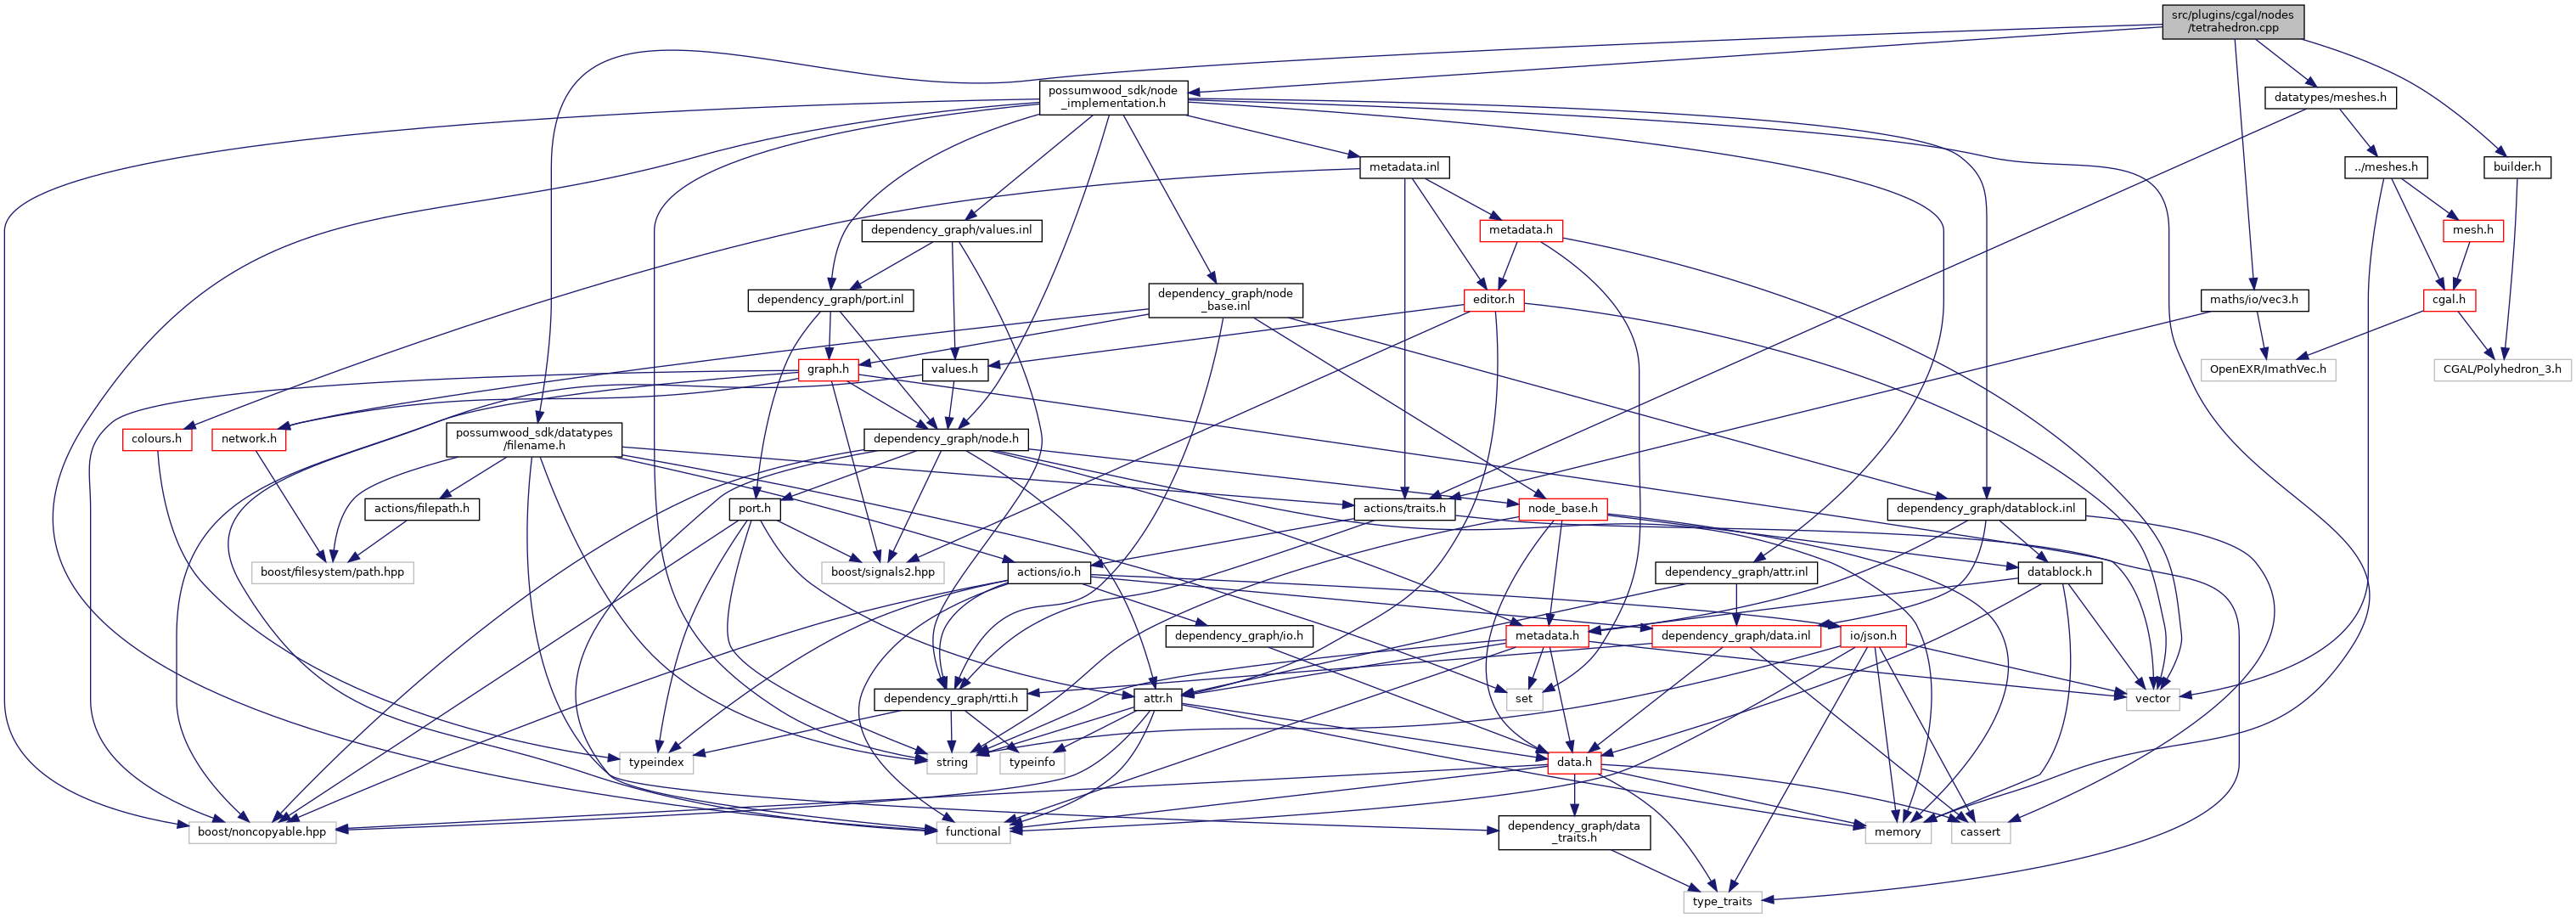 src/plugins/cgal/nodes
/tetrahedron.cpp
possumwood_sdk/node
_implementation.h
datatypes/meshes.h
metadata.inl
../meshes.h
builder.h
dependency_graph/values.inl
metadata.h
mesh.h
dependency_graph/port.inl
dependency_graph/node
_base.inl
editor.h
maths/io/vec3.h
cgal.h
graph.h
values.h
OpenEXR/ImathVec.h
CGAL/Polyhedron_3.h
colours.h
network.h
possumwood_sdk/datatypes
/filename.h
dependency_graph/node.h
actions/filepath.h
port.h
actions/traits.h
node_base.h
dependency_graph/datablock.inl
boost/filesystem/path.hpp
boost/signals2.hpp
actions/io.h
dependency_graph/attr.inl
datablock.h
dependency_graph/io.h
metadata.h
dependency_graph/data.inl
io/json.h
dependency_graph/rtti.h
attr.h
set
vector
typeindex
string
typeinfo
data.h
boost/noncopyable.hpp
functional
dependency_graph/data
_traits.h
memory
cassert
type_traits